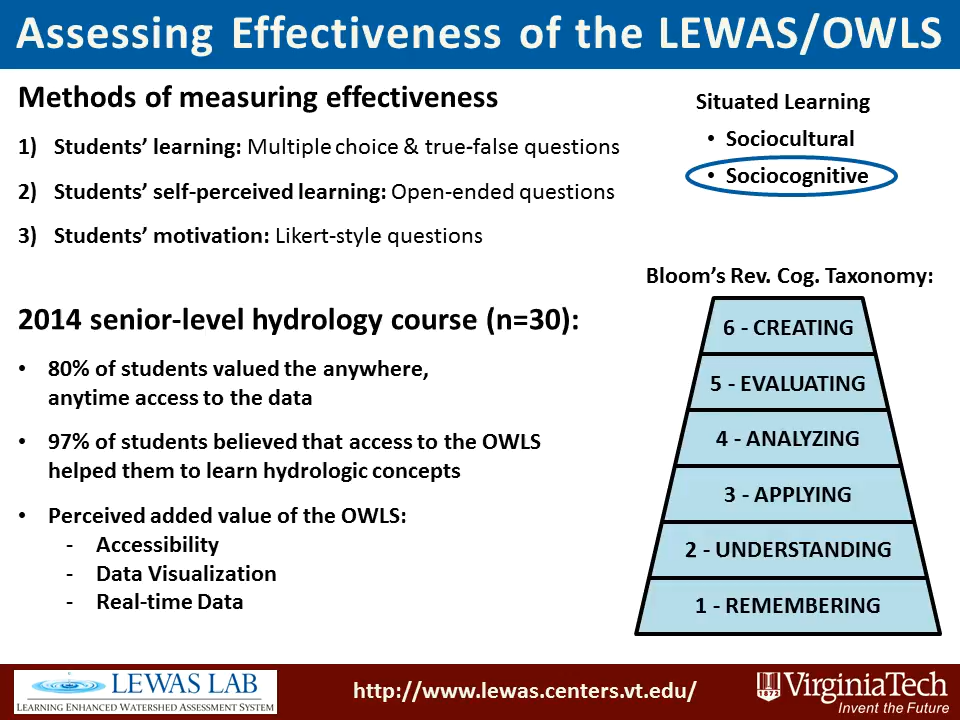 Assessing Effectiveness of the LEWAS/OWLS
Methods of measuring effectiveness
1) Students’ learning: Multiple choice & true-false questions
2) Students’ self-perceived learning: Open-ended questions
3) Students’ motivation: Likert-style questions
Situated Learning
• Sociocultural
• Sociocognitive
2014 senior-level hydrology course (n=30):
• 80% of students valued the anywhere,
anytime access to the data
• 97% of students believed that access to the OWLS
helped them to learn hydrologic concepts
• Perceived added value of the OWLS:
- Accessibility
- Data Visualization
- Real-time Data
Bloom’s Rev. Cog. Taxonomy:
6 - CREATING
5 - EVALUATING
4 - ANALYZING
3 - APPLYING
2 - UNDERSTANDING
1 - REMEMBERING
LEWAS LAB
LEARNING ENHANCED WATERSHED ASSESSMENT SYSTEM
http://www.lewas.centers.vt.edu/
1872
VirginiaTech
Invent the Future